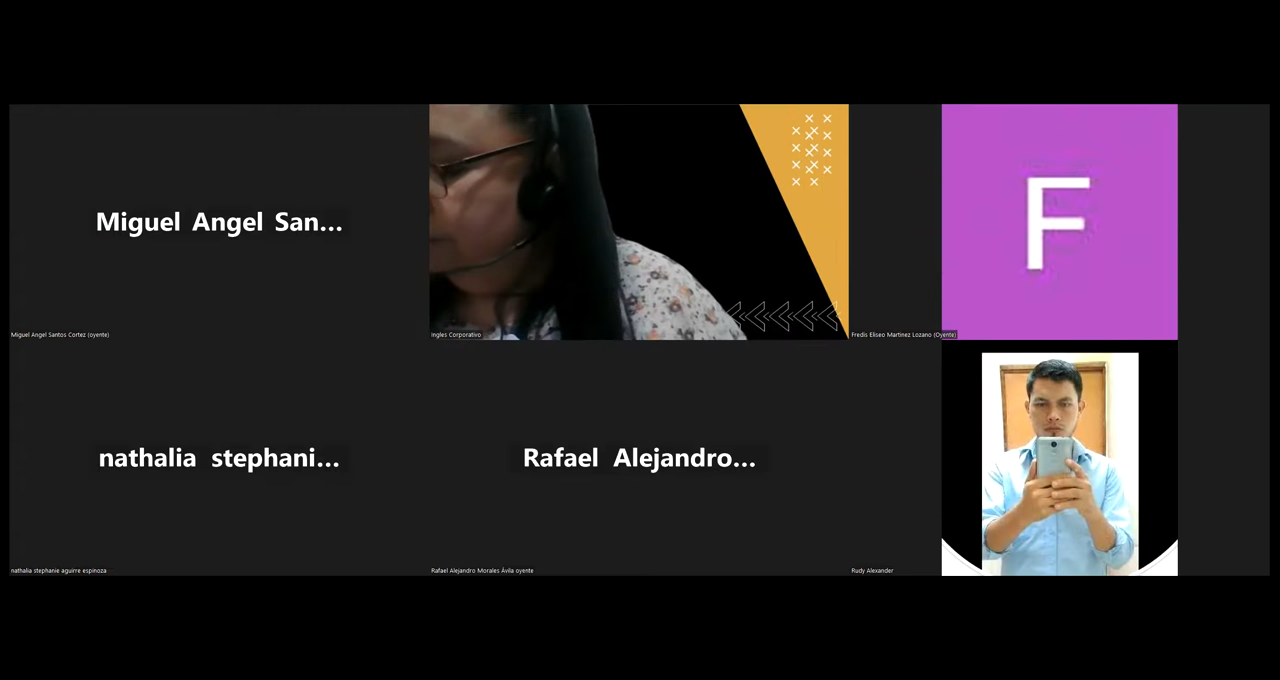 Miguel Angel San...
Miguel Angel Santos Cortez (oyente)
Ingles Corporativo
F
Fredis Eliseo Martinez Lozano (Oyente)
nathalia stephani...
nathalia stephanie aguirre espinoza
Rafael Alejandro...
Rafael Alejandro Morales Ávila oyente
Rudy Alexander